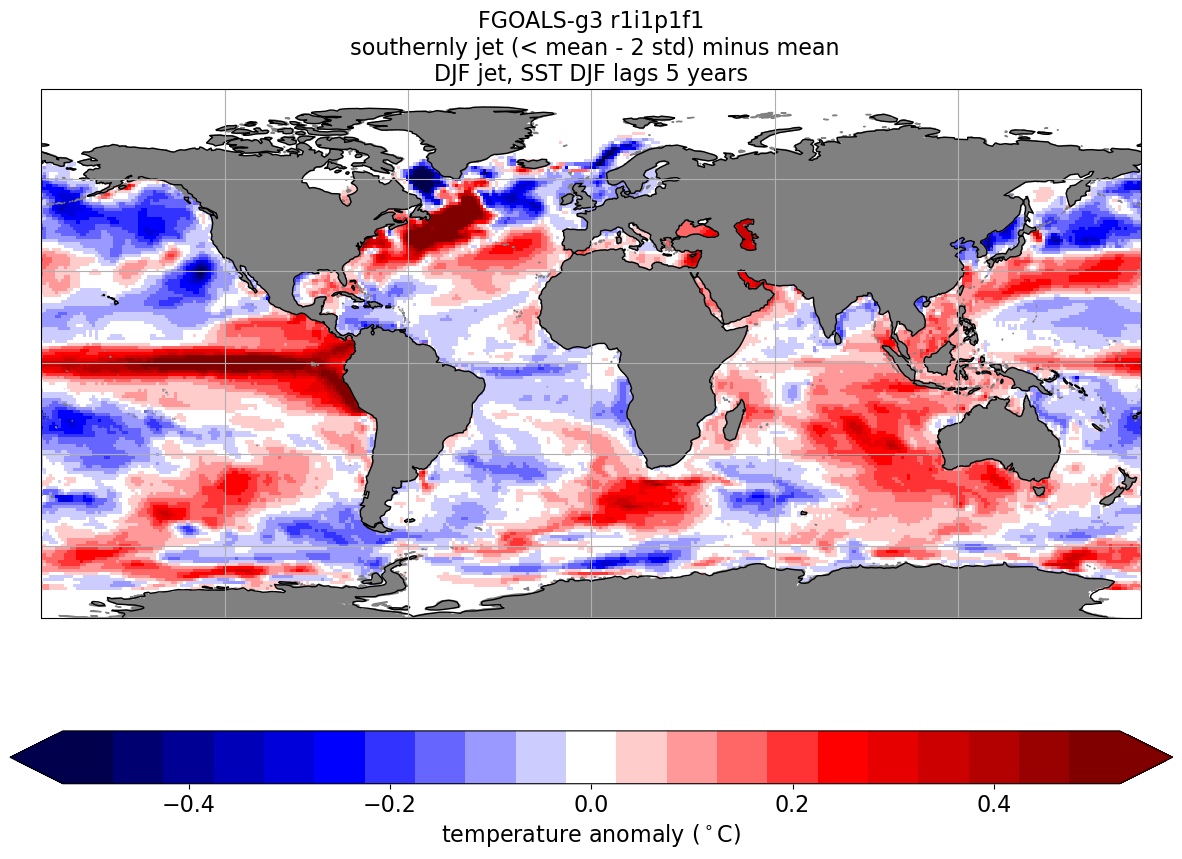 FGOALS-g3 r1i1p1f1
southernly jet (< mean - 2 std) minus mean
DJF jet, SST DJF lags 5 years
−0.4 −0.2 0.0 0.2 0.4
temperature anomaly (°C)